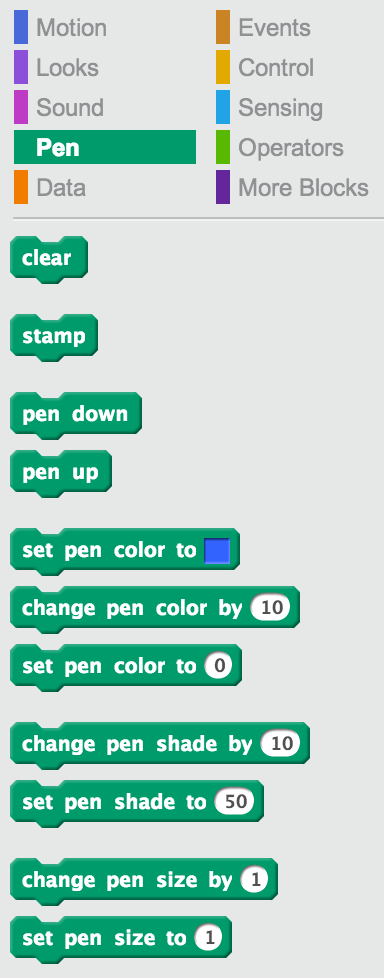 Motion Events
Looks Control
Sound Sensing
Pen Operators
Data More Blocks
clear
stamp
pen down
pen up
set pen color to
change pen color by 10
set pen color to 0
change pen shade by 10
set pen shade to 50
change pen size by 1
set pen size to 1